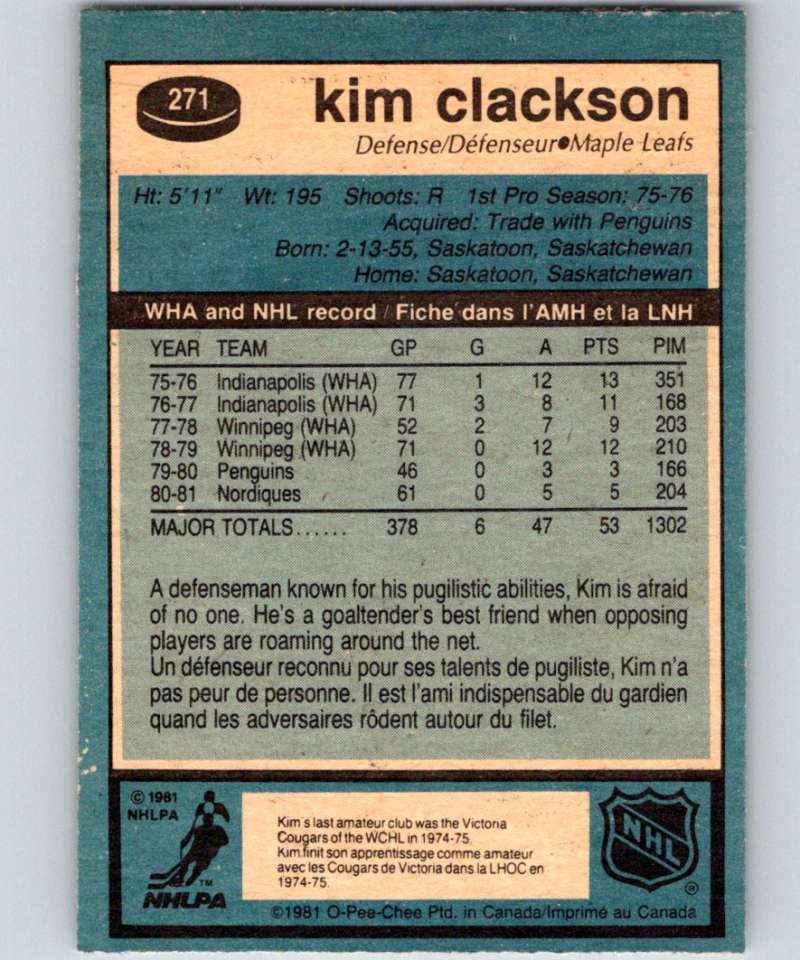 271
kim clackson
Defense/Défenseur●Maple Leafs
Ht: 5'11" Wt: 195 Shoots: R 1st Pro Season: 75-76
Acquired: Trade with Penguins
Born: 2-13-55, Saskatoon, Saskatchewan
Home: Saskatoon, Saskatchewan
WHA and NHL record / Fiche dans l'AMH et la LNH
YEAR TEAM GP G A PTS PIM
75-76 Indianapolis (WHA) 77 1 12 13 351
76-77 Indianapolis (WHA) 71 3 8 11 168
77-78 Winnipeg (WHA) 52 2 7 9 203
78-79 Winnipeg (WHA) 71 0 12 12 210
79-80 Penguins 46 0 3 3 166
80-81 Nordiques 61 0 5 5 204
MAJOR TOTALS...... 378 6 47 53 1302
A defenseman known for his pugilistic abilities, Kim is afraid
of no one. He's a goaltender's best friend when opposing
players are roaming around the net.
Un défenseur reconnu pour ses talents de pugiliste, Kim n'a
pas peur de personne. Il est l'ami indispensable du gardien
quand les adversaires rôdent autour du filet.
© 1981
NHLPA
TM
NHLPA
Kim's last amateur club was the Victoria
Cougars of the WCHL in 1974-75.
Kim finit son apprentissage comme amateur
avec les Cougars de Victoria dans la LHOC en
1974-75.
NHL
®
©1981 O-Pee-Chee Ptd. in Canada/Imprimé au Canada